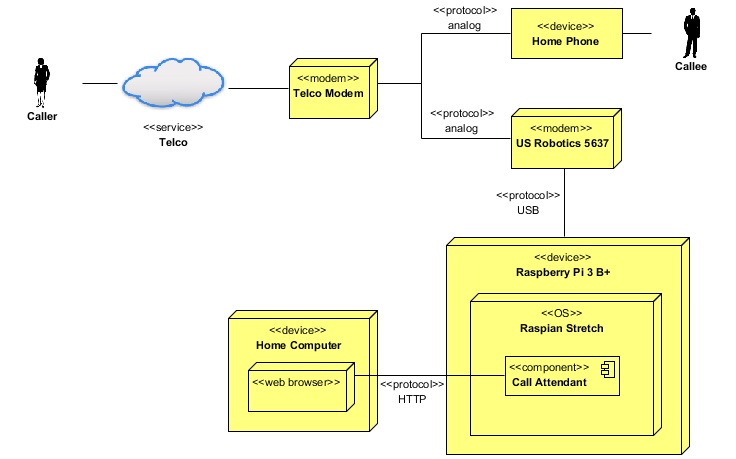 <<protocol>>
analog
<<device>>
Home Phone
Callee
<<modem>>
Telco Modem
Caller
<<service>>
Telco
<<protocol>>
analog
<<modem>>
US Robotics 5637
<<protocol>>
USB
<<device>>
Raspberry Pi 3 B+
<<OS>>
Raspian Stretch
<<device>>
Home Computer
<<web browser>>
<<protocol>>
HTTP
<<component>>
Call Attendant